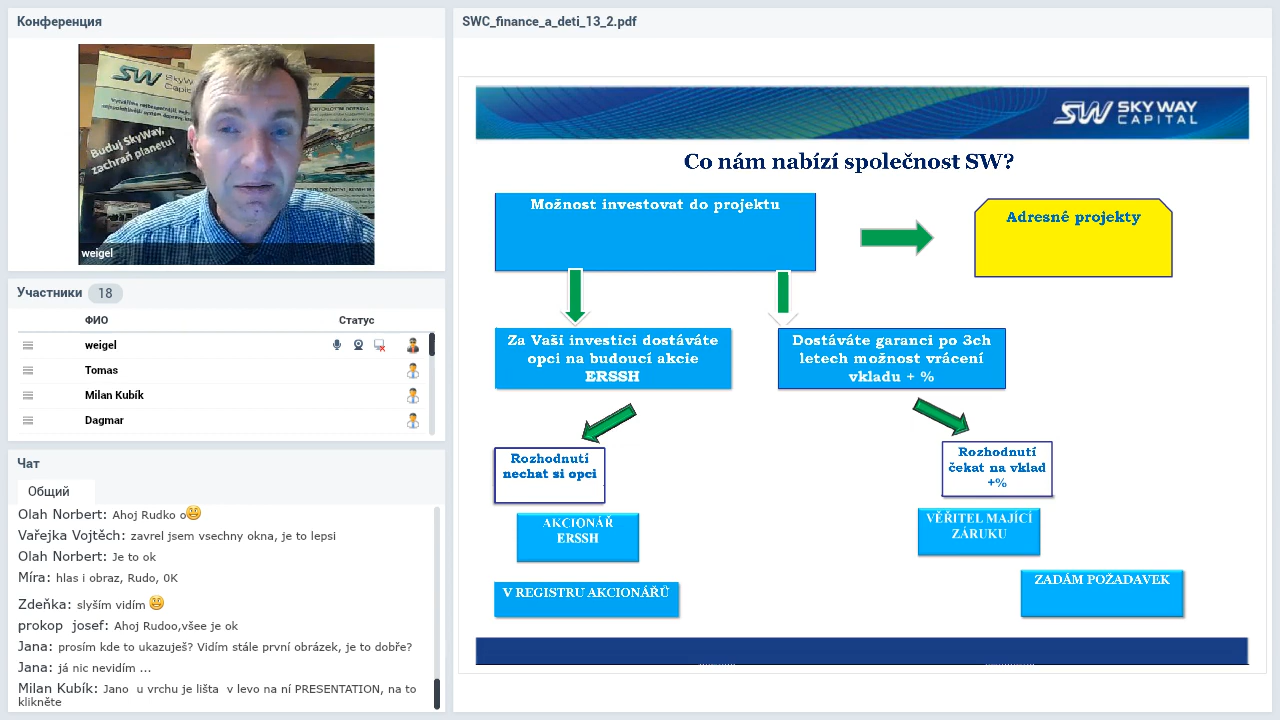 Конференция
SW
Capital
Buduj SkyWay,
zachraň planetu!
weigel
Участники 18
ФИО Статус
weigel
Tomas
Milan Kubík
Dagmar
Чат
Общий
Olah Norbert: Ahoj Rudko o
Vařejka Vojtěch: zavrel jsem vsechny okna, je to lepsi
Olah Norbert: Je to ok
Míra: hlas i obraz, Rudo, 0K
Zdeňka: slyším vidím
prokop josef: Ahoj Rudoo,všee je ok
Jana: prosím kde to ukazuješ? Vidím stále první obrázek, je to dobře?
Jana: já nic nevidím ...
Milan Kubík: Jano u vrchu je lišta v levo na ní PRESENTATION, na to
klikněte
SWC_finance_a_deti_13_2.pdf
SW SKY WAY
CAPITAL
Co nám nabízí společnost SW?
Možnost investovat do projektu
Adresné projekty
Za Vaši investici dostáváte
opci na budoucí akcie
ERSSH
Dostáváte garanci po 3ch
letech možnost vrácení
vkladu + %
Rozhodnutí
nechat si opci
Rozhodnutí
čekat na vklad
+%
AKCIONÁŘ
ERSSH
VĚŘITEL MAJÍCÍ
ZÁRUKU
V REGISTRU AKCIONÁŘŮ
ZADÁM POŽADAVEK